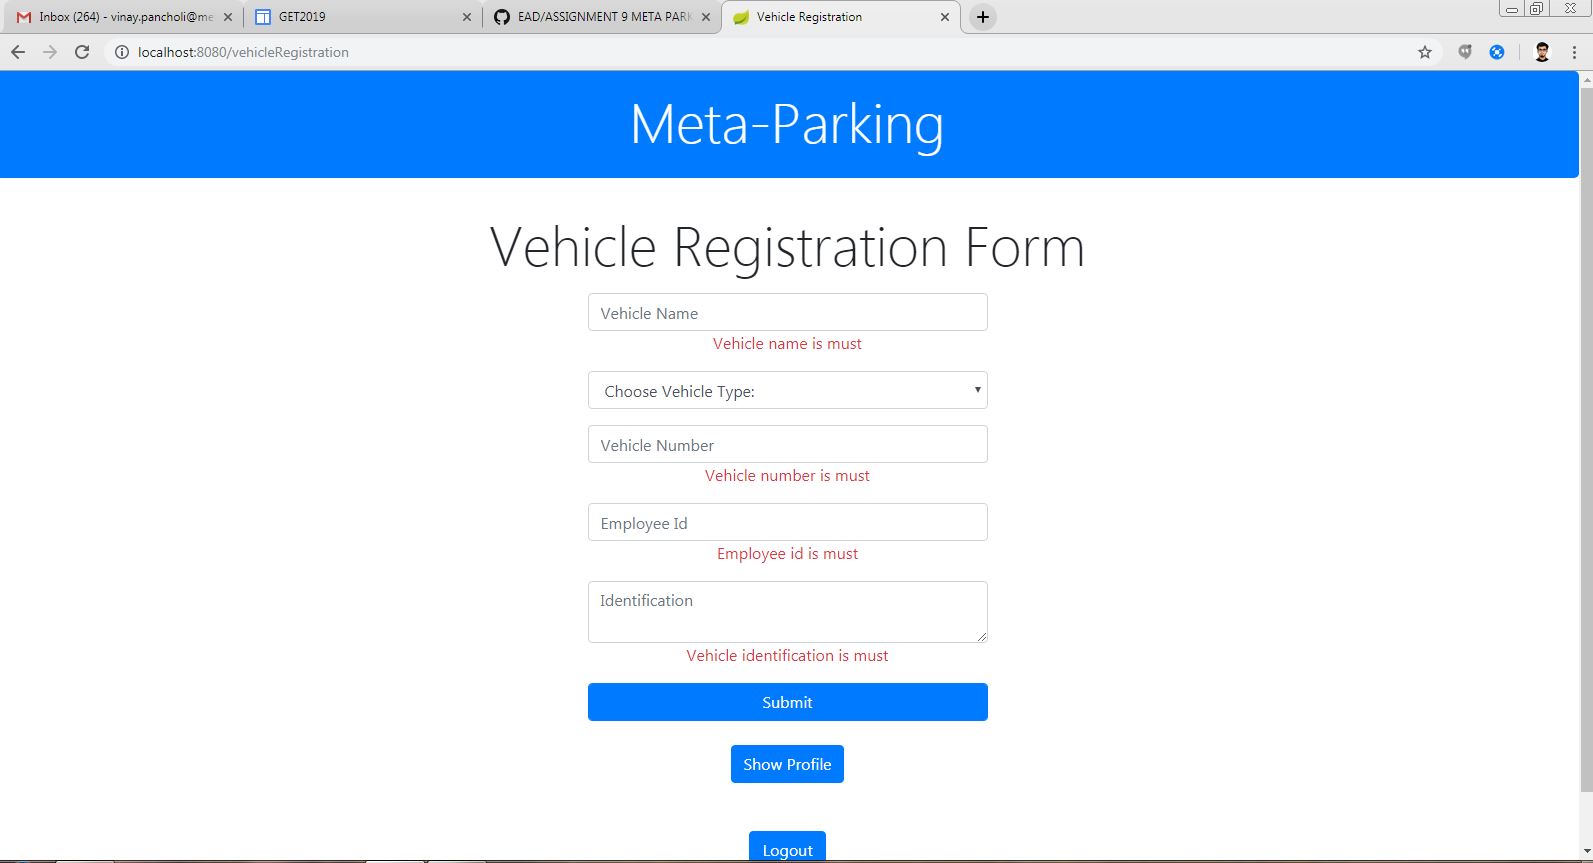 Inbox (264) - vinay.pancholi@me
GET2019
EAD/ASSIGNMENT 9 META PARK
Vehicle Registration
localhost:8080/vehicleRegistration
Meta-Parking
Vehicle Registration Form
Vehicle Name
Vehicle name is must
Choose Vehicle Type:
Vehicle Number
Vehicle number is must
Employee Id
Employee id is must
Identification
Vehicle identification is must
Submit
Show Profile
Logout